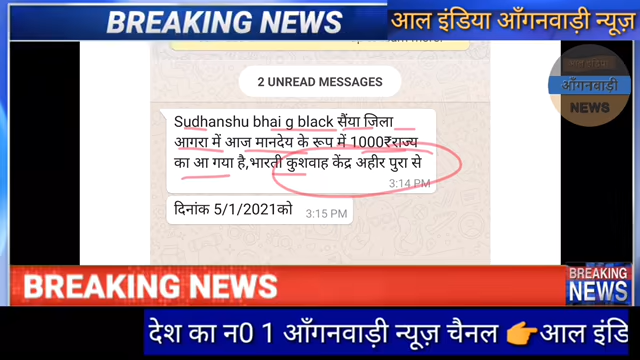 BREAKING NEWS
आल इंडिया आँगनवाड़ी न्यूज़
आल इंडिया
आँगनवाड़ी
NEWS
2 UNREAD MESSAGES
Sudhanshu bhai g black सैंया जिला
आगरा में आज मानदेय के रूप में 1000₹राज्य
का आ गया है,भारती कुशवाह केंद्र अहीर पुरा से
3:14 PM
दिनांक 5/1/2021को 3:15 PM
BREAKING NEWS
BREAKING
NEWS
देश का न0 1 आँगनवाड़ी न्यूज़ चैनल 👉आल इंडि